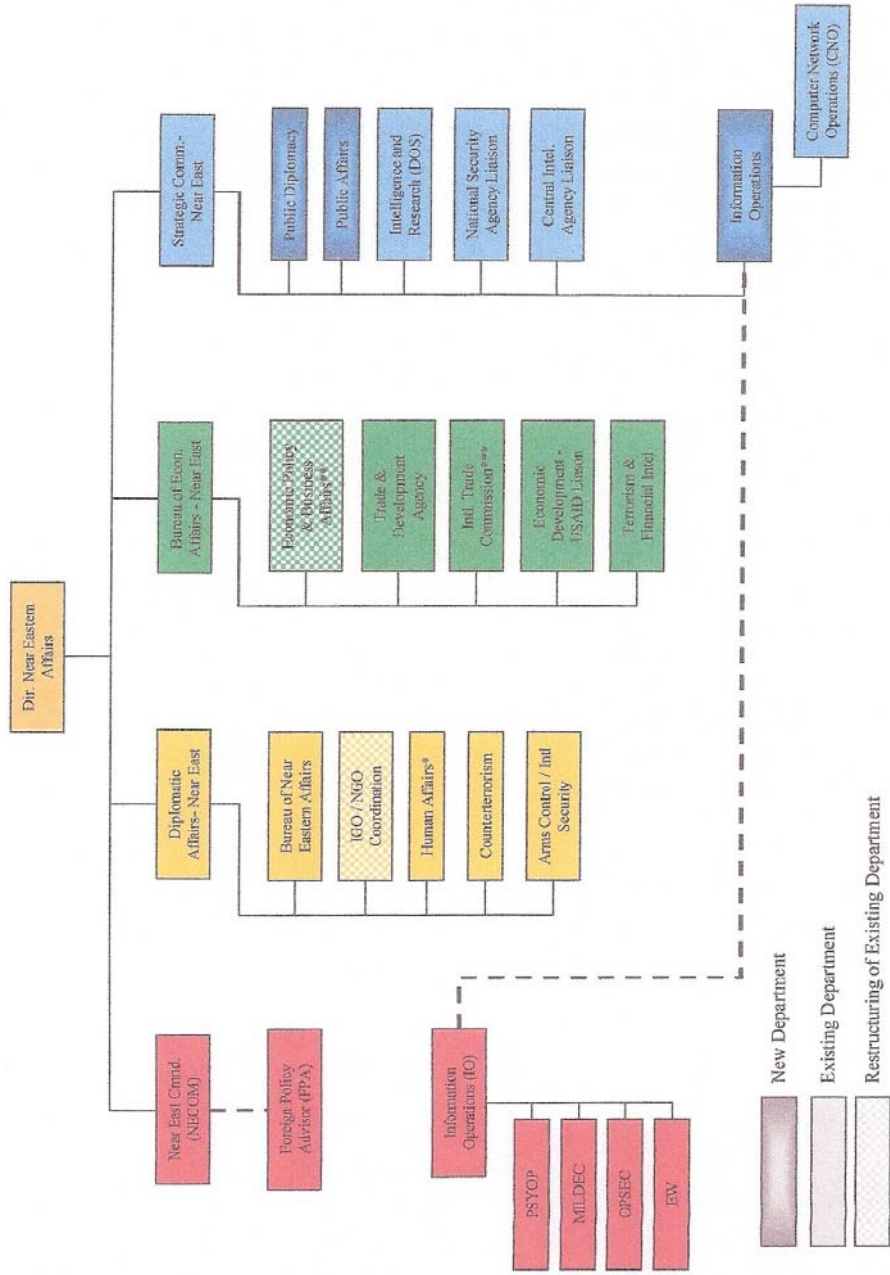 Dir. Near Eastern
Affairs
Near East Cmnd.
(NECUM)
Foreign Policy
Advisor (FPA)
Information
Operations (IO)
PSYOP
MILDEC
OPSEC
EW
Diplomatic
Affairs- Near East
Bureau of Near
Eastern Affairs
IGO / NGO
Coordination
Human Affairs*
Counterterrorism
Arms Control / Intl
Security
Bureau of Econ.
Affairs - Near East
Economic Policy
& Business
Affairs**
Trade &
Development
Agency
Intl. Trade
Commission***
Economic
Development -
USAID Liason
Terrorism &
Financial Intel
Strategic Comm.-
Near East
Public Diplomacy
Public Affairs
Intelligence and
Research (DOS)
National Security
Agency Liaison
Central Intel.
Agency Liaison
Information
Operations
Computer Network
Operations (CNO)
New Department
Existing Department
Restructuring of Existing Department